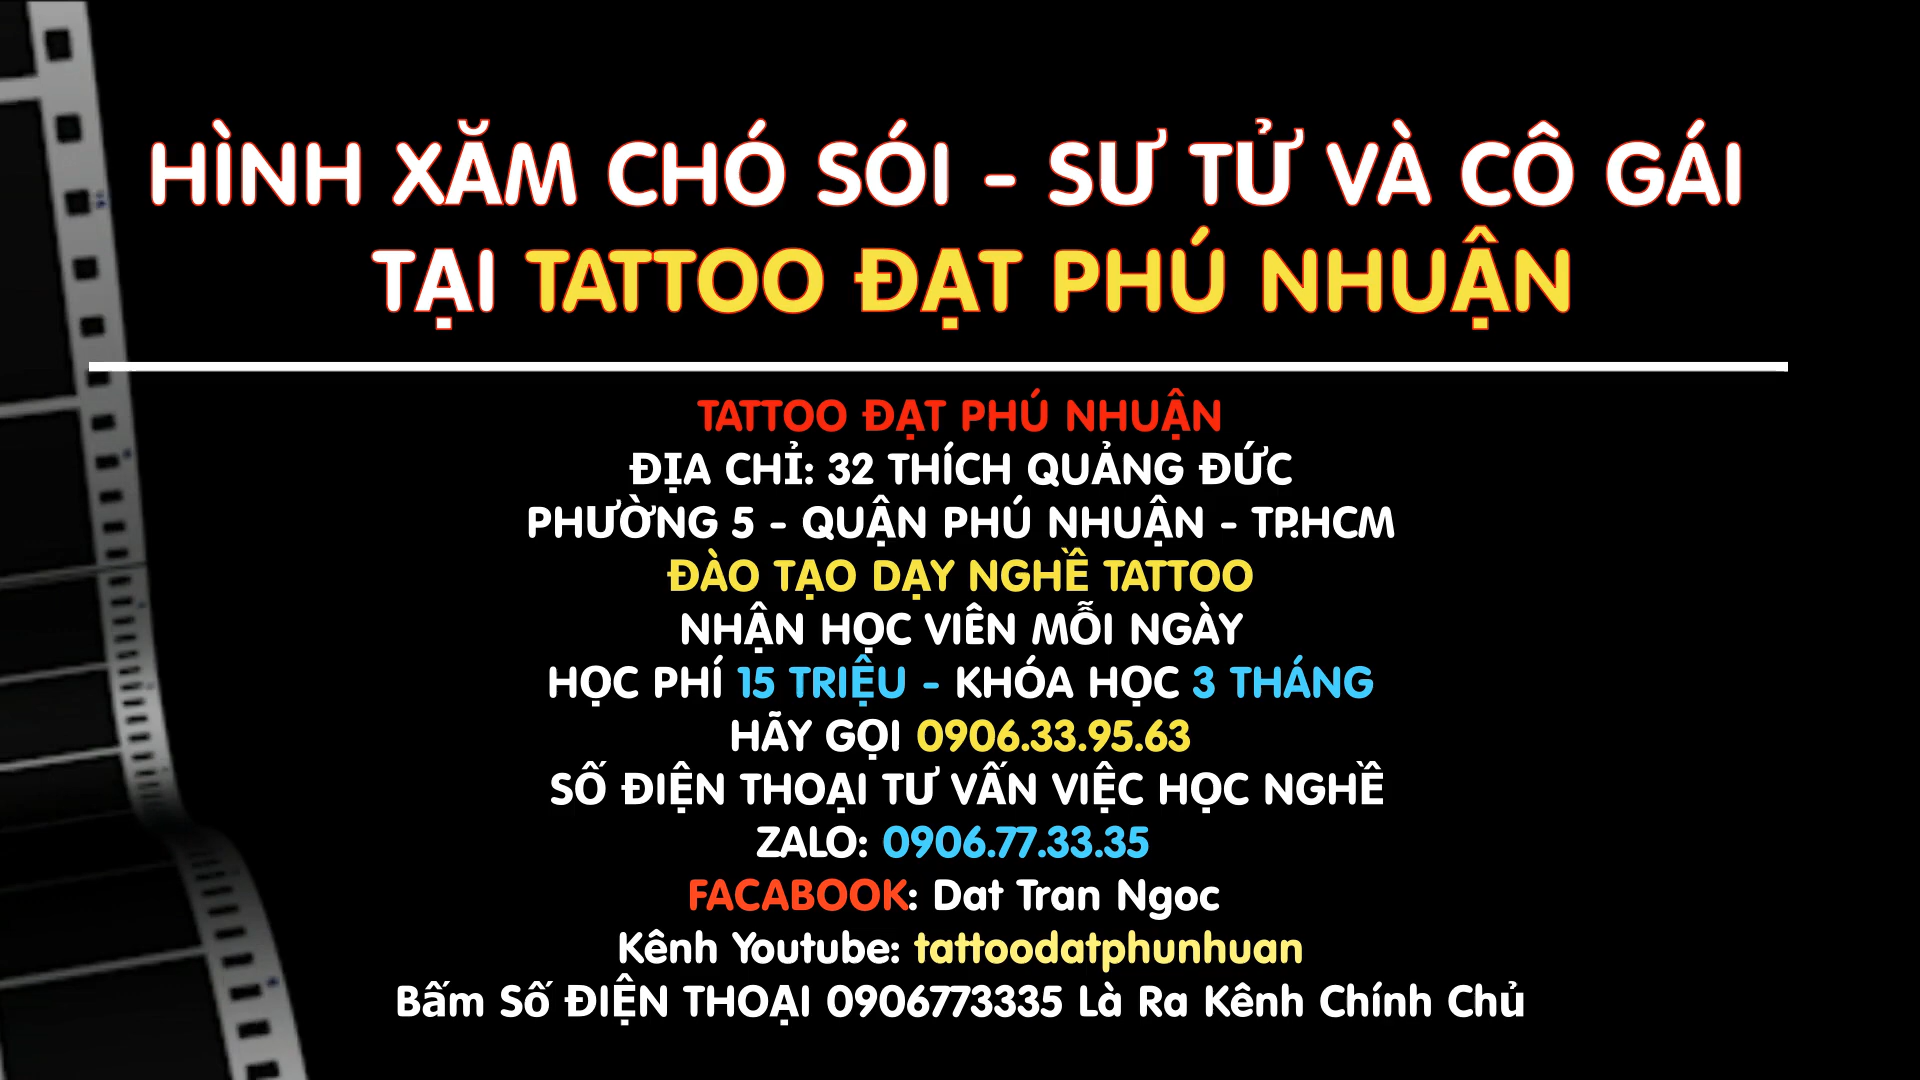 HÌNH XĂM CHÓ SÓI - SƯ TỬ VÀ CÔ GÁI
TẠI TATTOO ĐẠT PHÚ NHUẬN
TATTOO ĐẠT PHÚ NHUẬN
ĐỊA CHỈ: 32 THÍCH QUẢNG ĐỨC
PHƯỜNG 5 - QUẬN PHÚ NHUẬN - TP.HCM
ĐÀO TẠO DẠY NGHỀ TATTOO
NHẬN HỌC VIÊN MỖI NGÀY
HỌC PHÍ 15 TRIỆU - KHÓA HỌC 3 THÁNG
HÃY GỌI 0906.33.95.63
SỐ ĐIỆN THOẠI TƯ VẤN VIỆC HỌC NGHỀ
ZALO: 0906.77.33.35
FACABOOK: Dat Tran Ngoc
Kênh Youtube: tattoodatphunhuan
Bấm Số ĐIỆN THOẠI 0906773335 Là Ra Kênh Chính Chủ